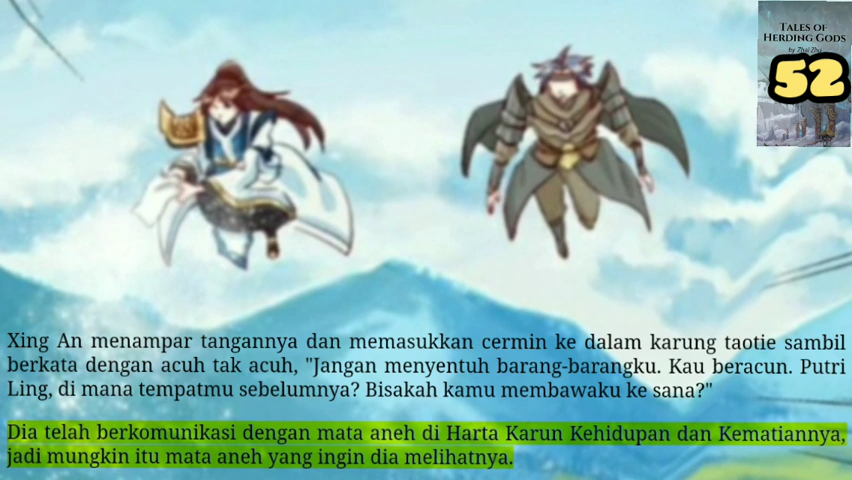 TALES OF
HERDING GODS
by Zhai Zhu
52
Xing An menampar tangannya dan memasukkan cermin ke dalam karung taotie sambil
berkata dengan acuh tak acuh, "Jangan menyentuh barang-barangku. Kau beracun. Putri
Ling, di mana tempatmu sebelumnya? Bisakah kamu membawaku ke sana?"
Dia telah berkomunikasi dengan mata aneh di Harta Karun Kehidupan dan Kematiannya,
jadi mungkin itu mata aneh yang ingin dia melihatnya.